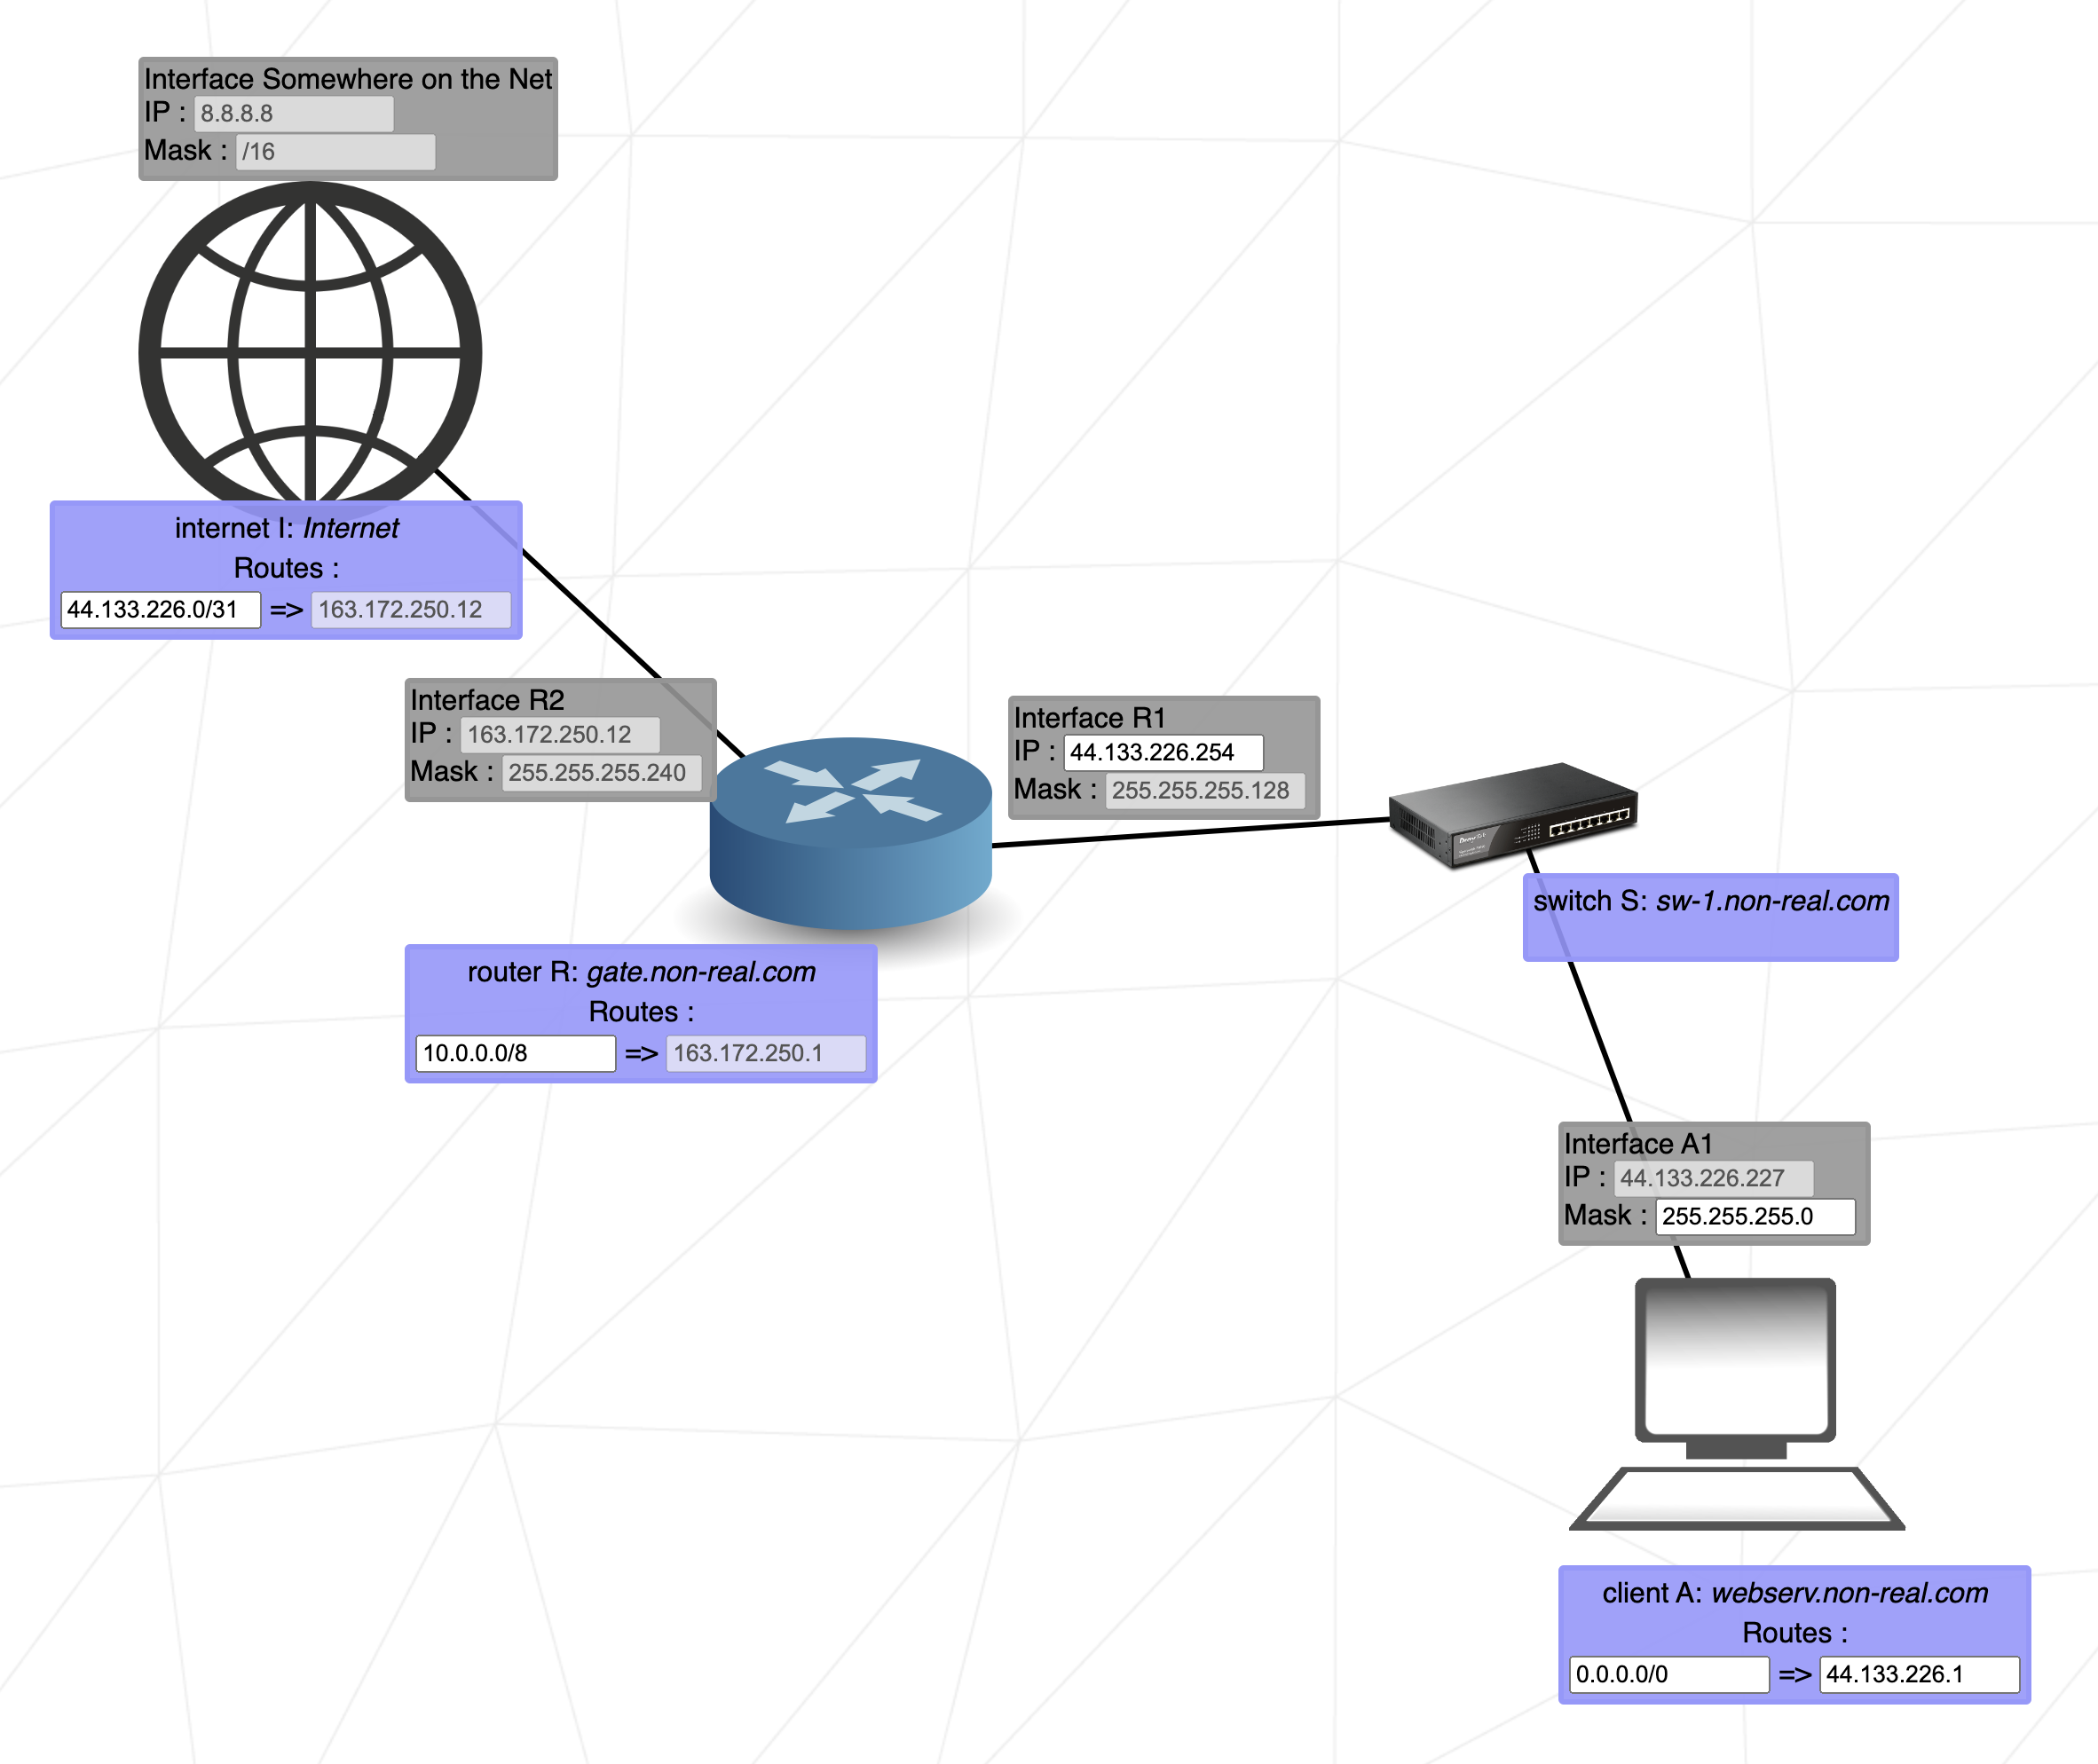 Interface Somewhere on the Net
IP : 8.8.8.8
Mask : /16
internet I: Internet
Routes :
44.133.226.0/31 => 163.172.250.12
Interface R2
IP : 163.172.250.12
Mask : 255.255.255.240
Interface R1
IP : 44.133.226.254
Mask : 255.255.255.128
switch S: sw-1.non-real.com
router R: gate.non-real.com
Routes :
10.0.0.0/8 => 163.172.250.1
Interface A1
IP : 44.133.226.227
Mask : 255.255.255.0
client A: webserv.non-real.com
Routes :
0.0.0.0/0 => 44.133.226.1